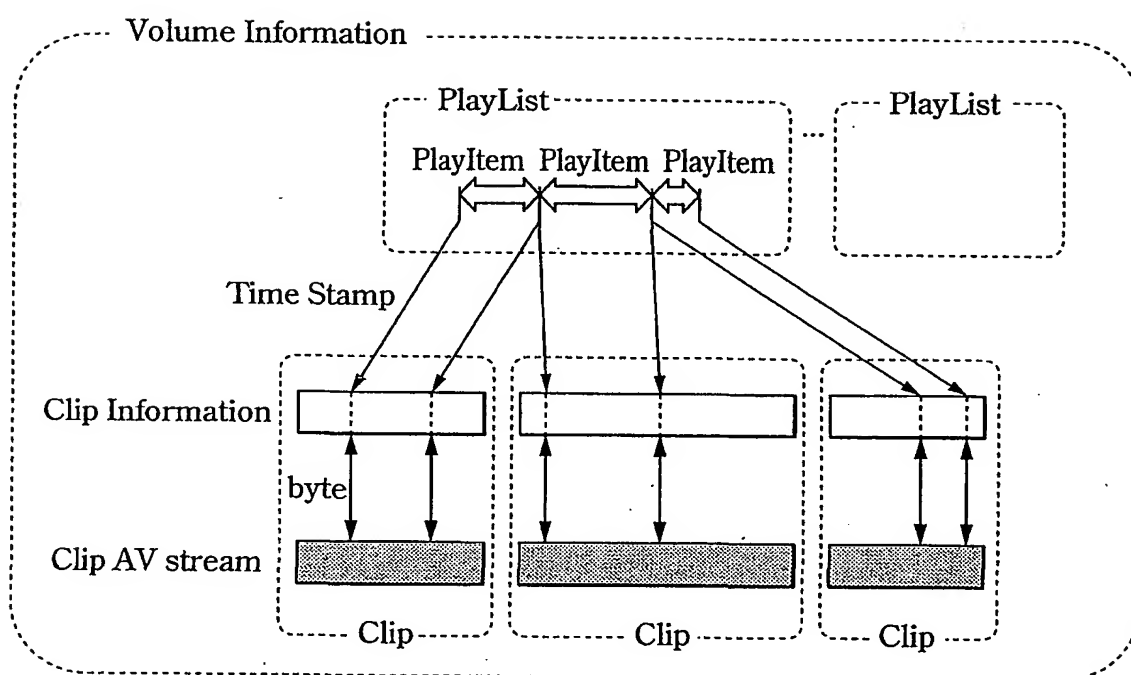 Volume Information
PlayList
... PlayList
PlayItem PlayItem PlayItem
Time Stamp
Clip Information
byte
Clip AV stream
Clip Clip Clip